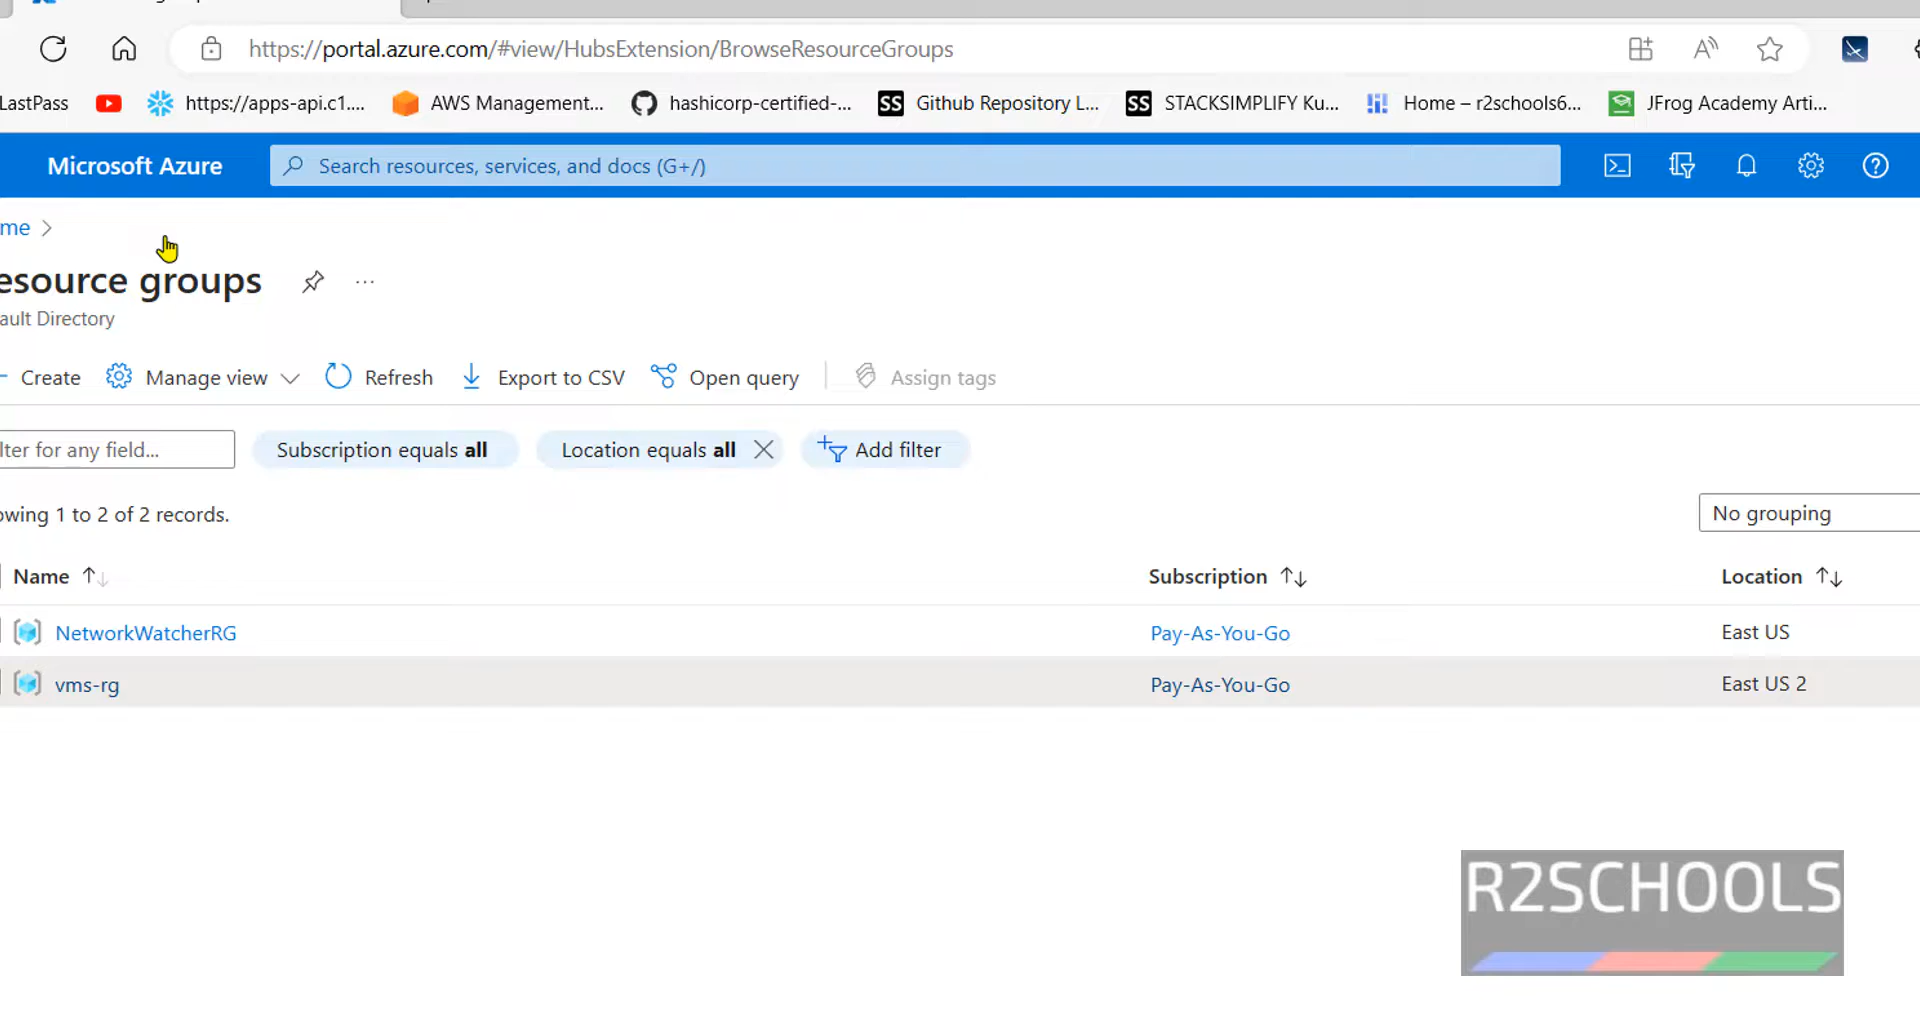 https://portal.azure.com/#view/HubsExtension/BrowseResourceGroups
LastPass https://apps-api.c1.... AWS Management... hashicorp-certified-... SS Github Repository L... SS STACKSIMPLIFY Ku... Home – r2schools6... JFrog Academy Arti...
Microsoft Azure Search resources, services, and docs (G+/)
me >
esource groups ...
ault Directory
Create Manage view Refresh Export to CSV Open query Assign tags
lter for any field... Subscription equals all Location equals all Add filter
owing 1 to 2 of 2 records.
No grouping
Name Subscription Location
NetworkWatcherRG Pay-As-You-Go East US
vms-rg Pay-As-You-Go East US 2
R2SCHOOLS